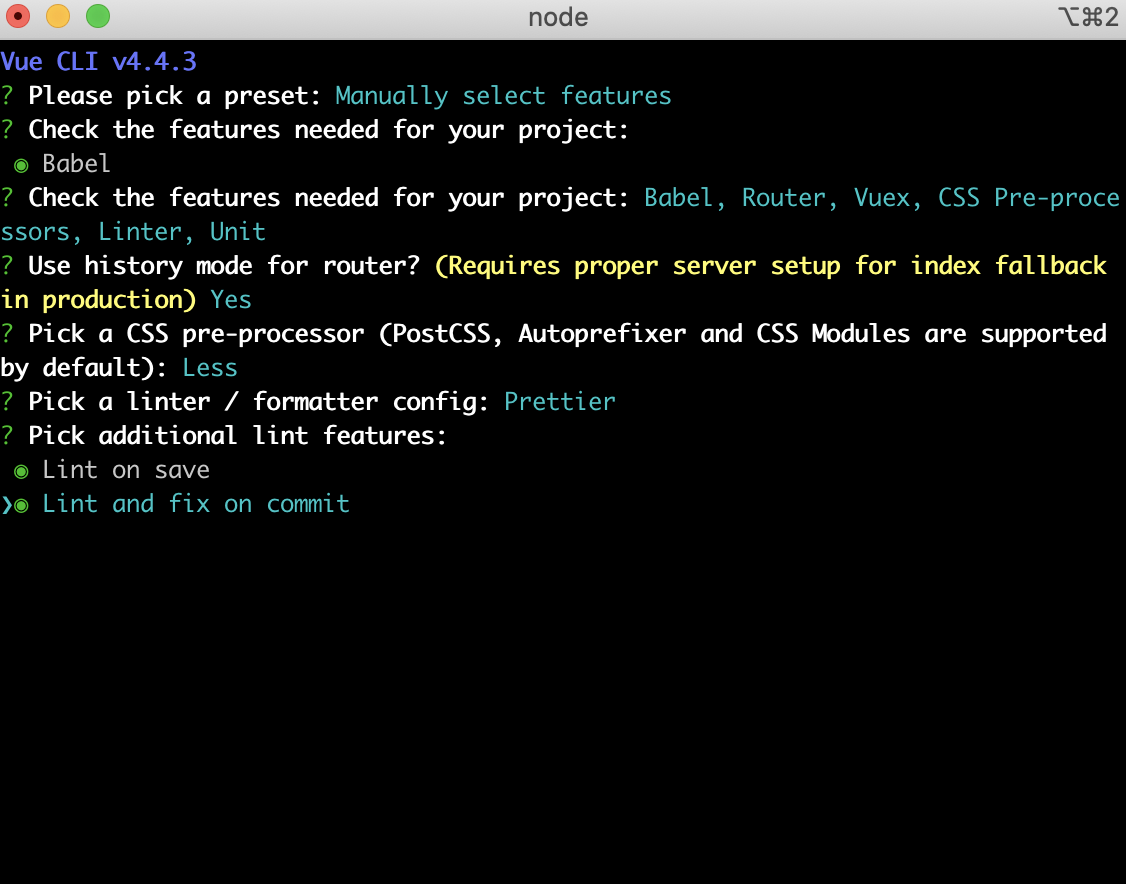 node
⌥⌘2
Vue CLI v4.4.3
? Please pick a preset: Manually select features
? Check the features needed for your project:
◉ Babel
? Check the features needed for your project: Babel, Router, Vuex, CSS Pre-proce
ssors, Linter, Unit
? Use history mode for router? (Requires proper server setup for index fallback
in production) Yes
? Pick a CSS pre-processor (PostCSS, Autoprefixer and CSS Modules are supported
by default): Less
? Pick a linter / formatter config: Prettier
? Pick additional lint features:
◉ Lint on save
❯◉ Lint and fix on commit